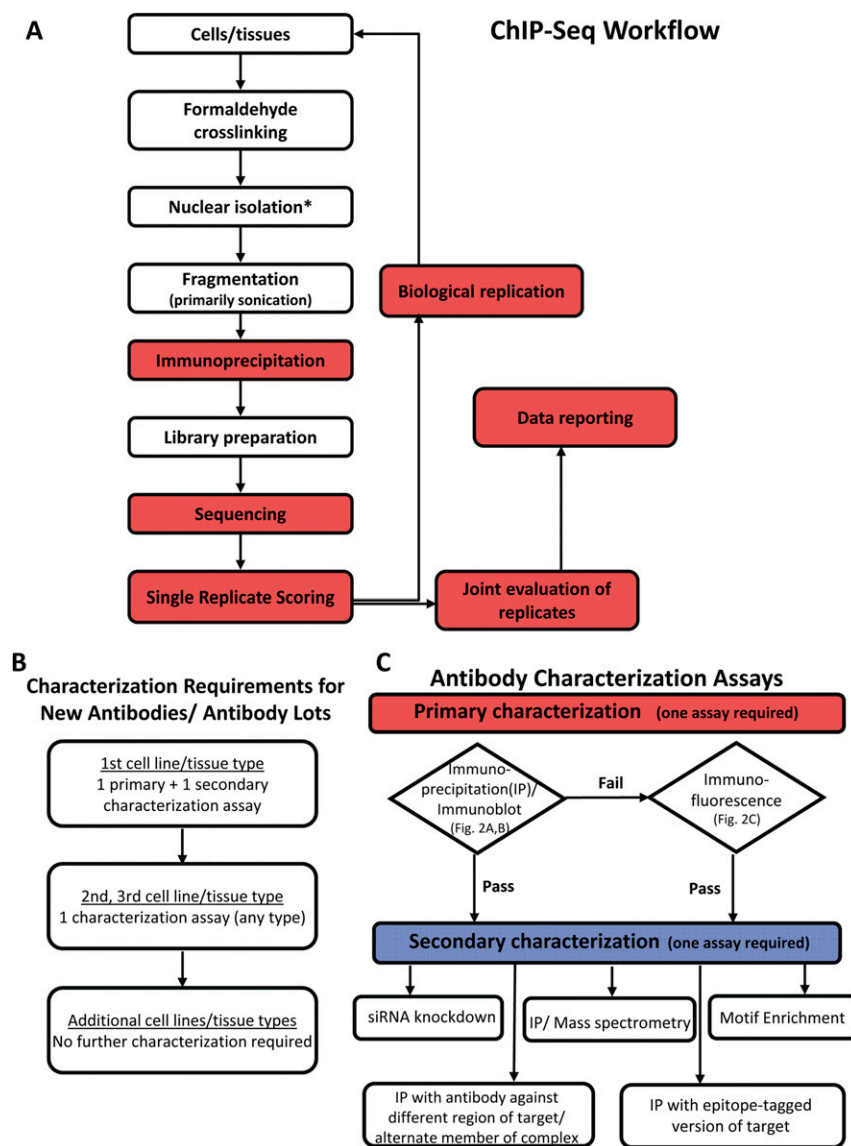 A
ChIP-Seq Workflow
Cells/tissues
Formaldehyde
crosslinking
Nuclear isolation*
Fragmentation
(primarily sonication)
Biological replication
Immunoprecipitation
Data reporting
Library preparation
Sequencing
Single Replicate Scoring
Joint evaluation of
replicates
B
Characterization Requirements for
New Antibodies/ Antibody Lots
1st cell line/tissue type
1 primary + 1 secondary
characterization assay
2nd, 3rd cell line/tissue type
1 characterization assay (any type)
Additional cell lines/tissue types
No further characterization required
C
Antibody Characterization Assays
Primary characterization (one assay required)
Immuno-
precipitation(IP)/
Immunoblot
(Fig. 2A,B)
Fail
Immuno-
fluorescence
(Fig. 2C)
Pass
Pass
Secondary characterization (one assay required)
siRNA knockdown
IP/ Mass spectrometry
Motif Enrichment
IP with antibody against
different region of target/
alternate member of complex
IP with epitope-tagged
version of target